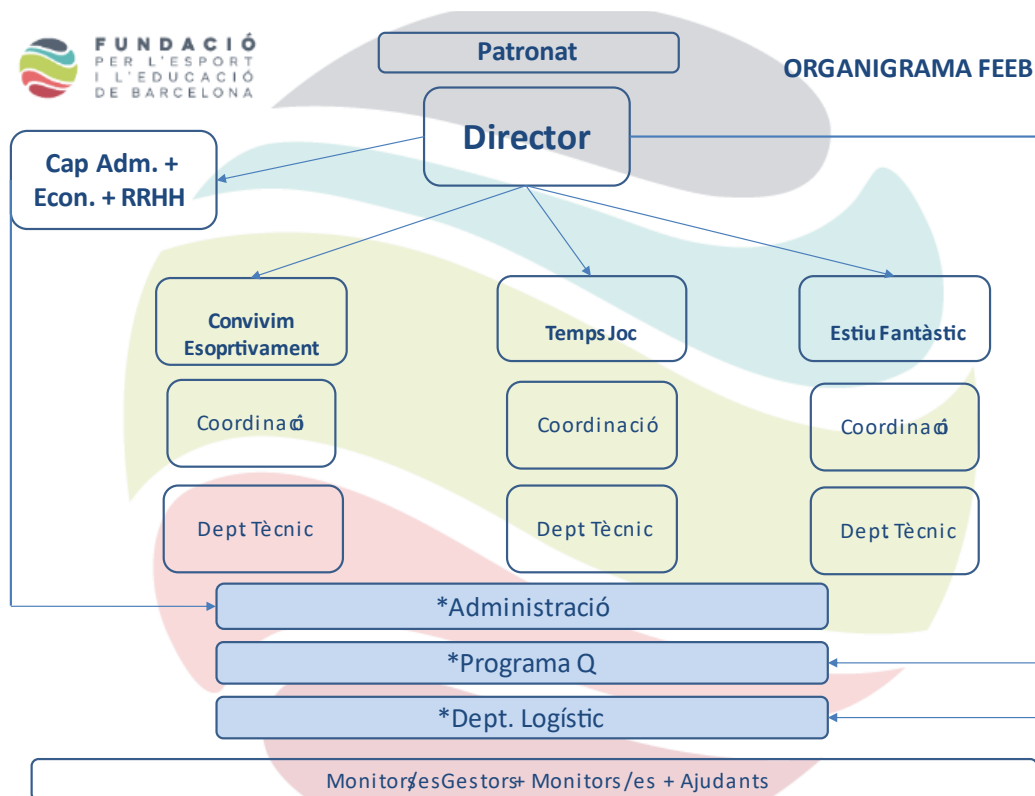 FUNDACIÓ
PER L'ESPORT
I L'EDUCACIÓ
DE BARCELONA
Patronat
ORGANIGRAMA FEEB
Director
Cap Adm. +
Econ. + RRHH
Convivim
Esoprtivament
Temps Joc
Estiu Fantàstic
Coordinació
Coordinació
Coordinació
Dept. Tècnic
Dept. Tècnic
Dept. Tècnic
*Administració
*Programa Q
*Dept. Logístic
Monitors/es Gestors + Monitors/es + Ajudants